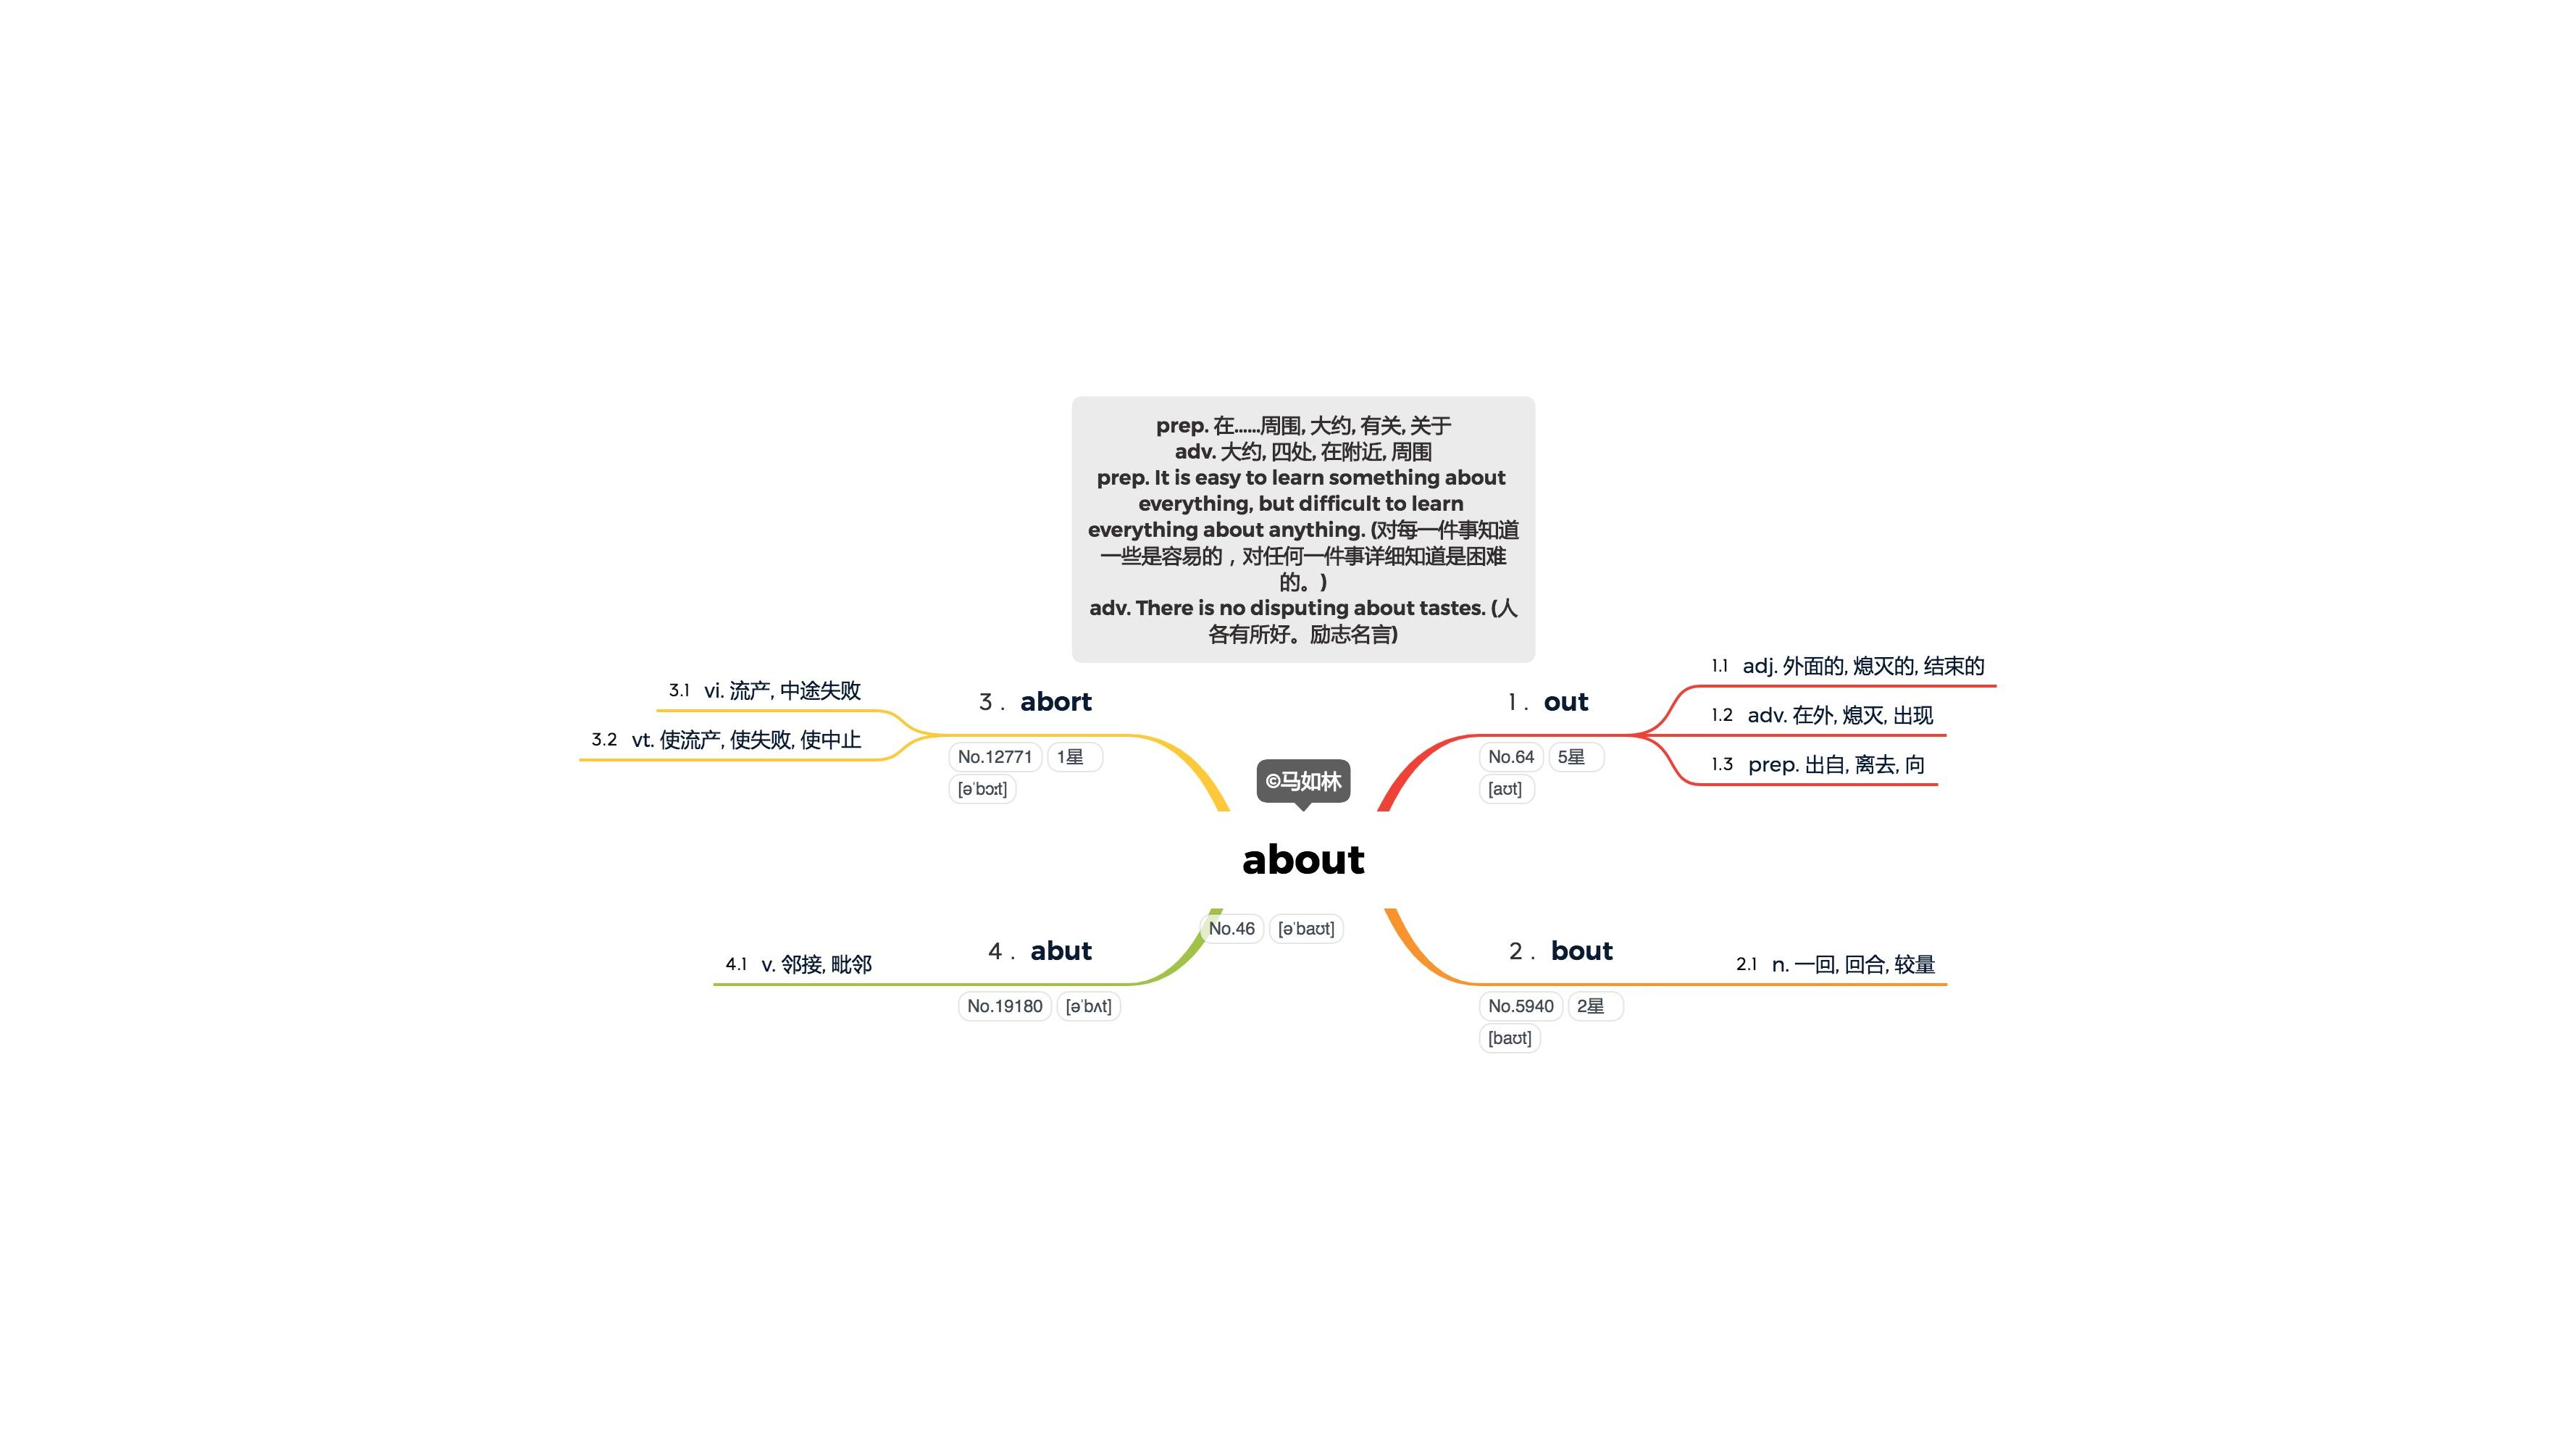 prep. 在……周围, 大约, 有关, 关于
adv. 大约, 四处, 在附近, 周围
prep. It is easy to learn something about
everything, but difficult to learn
everything about anything. (对每一件事知道
一些是容易的，对任何一件事详细知道是困难
的。)
adv. There is no disputing about tastes. (人
各有所好。励志名言)
©马如林
about
No.46 [əˈbaʊt]
1. out
No.64 5星
[aʊt]
1.1 adj. 外面的, 熄灭的, 结束的
1.2 adv. 在外, 熄灭, 出现
1.3 prep. 出自, 离去, 向
2. bout
No.5940 2星
[baʊt]
2.1 n. 一回, 回合, 较量
3. abort
No.12771 1星
[əˈbɔːt]
3.1 vi. 流产, 中途失败
3.2 vt. 使流产, 使失败, 使中止
4. abut
No.19180 [əˈbʌt]
4.1 v. 邻接, 毗邻